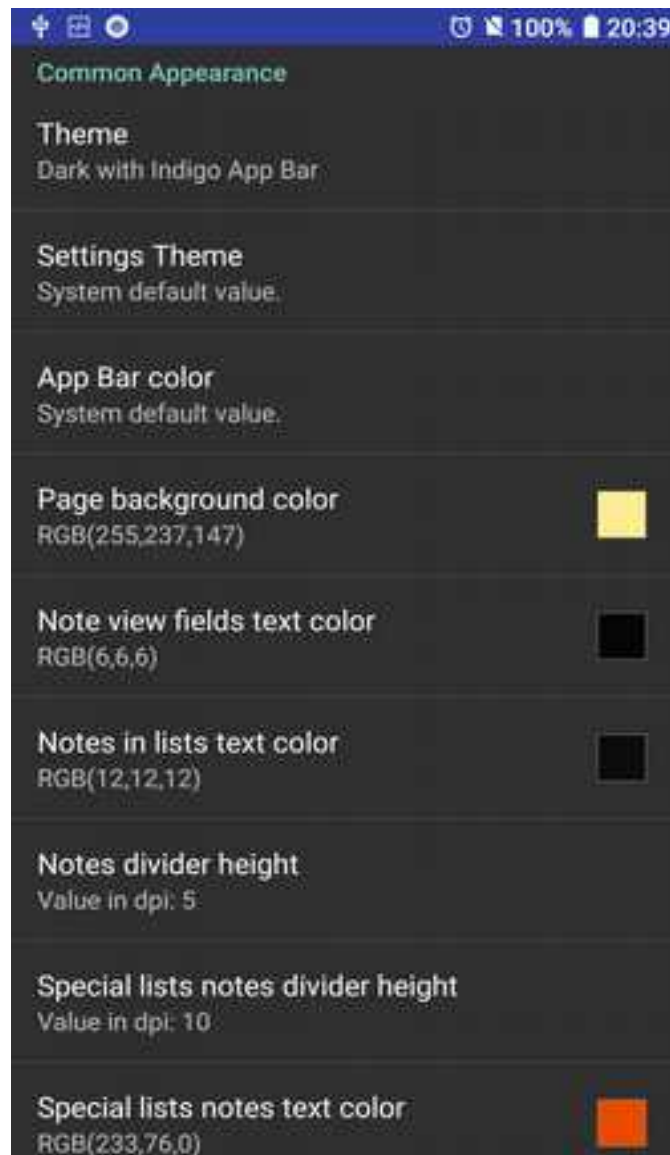 100% 20:39
Common Appearance
Theme
Dark with Indigo App Bar
Settings Theme
System default value.
App Bar color
System default value.
Page background color
RGB(255,237,147)
Note view fields text color
RGB(6,6,6)
Notes in lists text color
RGB(12,12,12)
Notes divider height
Value in dpi: 5
Special lists notes divider height
Value in dpi: 10
Special lists notes text color
RGB(233,76,0)